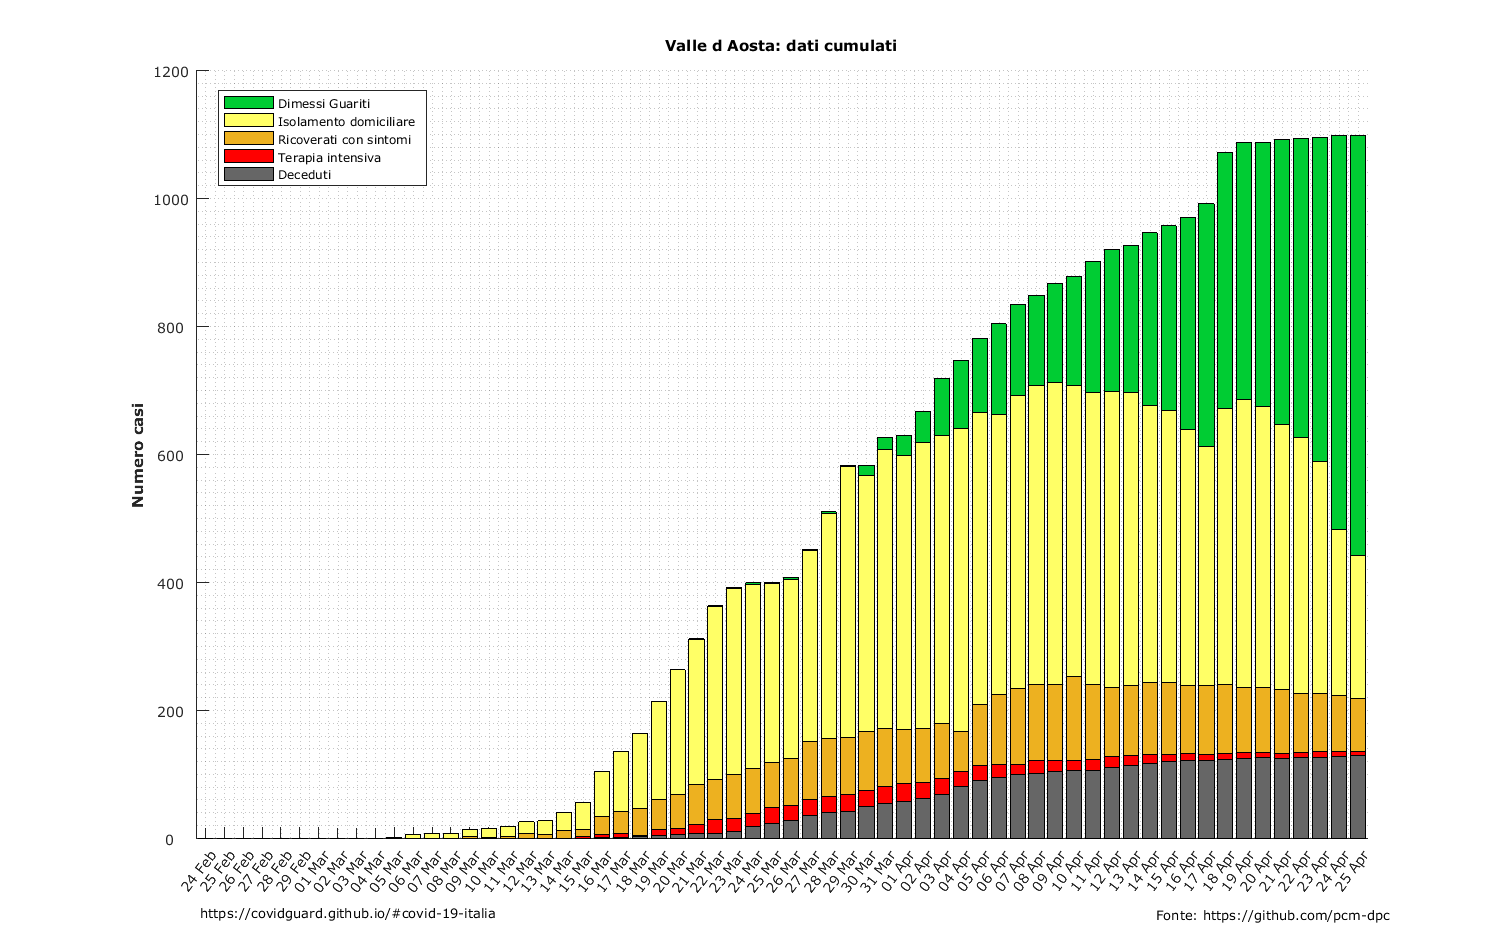 Valle d Aosta: dati cumulati
1200
1000
800
600
400
200
0
Numero casi
Dimessi Guariti
Isolamento domiciliare
Ricoverati con sintomi
Terapia intensiva
Deceduti
24 Feb
25 Feb
26 Feb
27 Feb
28 Feb
29 Feb
01 Mar
02 Mar
03 Mar
04 Mar
05 Mar
06 Mar
07 Mar
08 Mar
09 Mar
10 Mar
11 Mar
12 Mar
13 Mar
14 Mar
15 Mar
16 Mar
17 Mar
18 Mar
19 Mar
20 Mar
21 Mar
22 Mar
23 Mar
24 Mar
25 Mar
26 Mar
27 Mar
28 Mar
29 Mar
30 Mar
31 Mar
01 Apr
02 Apr
03 Apr
04 Apr
05 Apr
06 Apr
07 Apr
08 Apr
09 Apr
10 Apr
11 Apr
12 Apr
13 Apr
14 Apr
15 Apr
16 Apr
17 Apr
18 Apr
19 Apr
20 Apr
21 Apr
22 Apr
23 Apr
24 Apr
25 Apr
https://covidguard.github.io/#covid-19-italia
Fonte: https://github.com/pcm-dpc